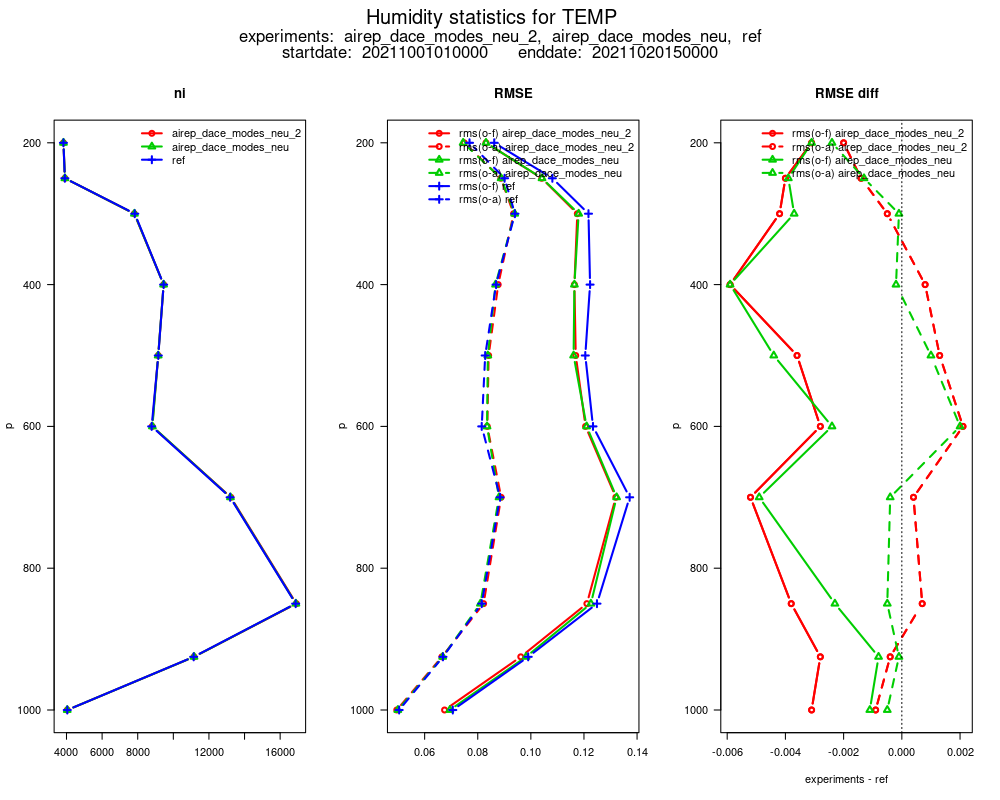 Humidity statistics for TEMP
experiments: airep_dace_modes_neu_2, airep_dace_modes_neu, ref
startdate: 20211001010000 enddate: 20211020150000
ni
airep_dace_modes_neu_2
airep_dace_modes_neu
ref
p
200
400
600
800
1000
4000 6000 8000 12000 16000
RMSE
rms(o-f) airep_dace_modes_neu_2
rms(o-a) airep_dace_modes_neu_2
rms(o-f) airep_dace_modes_neu
rms(o-a) airep_dace_modes_neu
rms(o-f) ref
rms(o-a) ref
p
200
400
600
800
1000
0.06 0.08 0.10 0.12 0.14
RMSE diff
rms(o-f) airep_dace_modes_neu_2
rms(o-a) airep_dace_modes_neu_2
rms(o-f) airep_dace_modes_neu
rms(o-a) airep_dace_modes_neu
p
200
400
600
800
1000
-0.006 -0.004 -0.002 0.000 0.002
experiments - ref